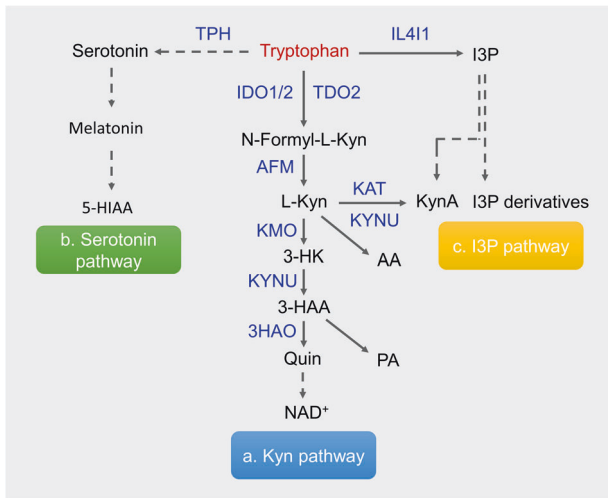 TPH
IL4I1
Serotonin
Tryptophan
I3P
IDO1/2
TDO2
Melatonin
N-Formyl-L-Kyn
AFM
KAT
5-HIAA
L-Kyn
KynA
I3P derivatives
KYNU
b. Serotonin
pathway
KMO
c. I3P pathway
3-HK
AA
KYNU
3-HAA
3HAO
Quin
PA
NAD⁺
a. Kyn pathway